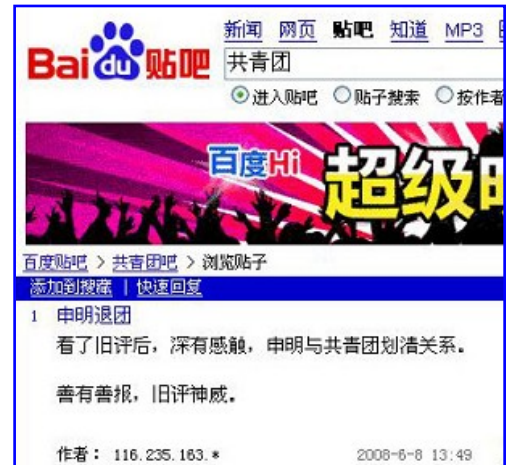 新闻 网页 贴吧 知道 MP3
Bai du 贴吧
共青团
进入贴吧 贴子搜索 按作者
百度Hi 超级
百度贴吧 > 共青团吧 > 浏览贴子
添加到搜藏 | 快速回复
1 申明退团
看了旧评后，深有感触，申明与共青团划清关系。
善有善报，旧评神威。
作者： 116.235.163.* 2008-6-8 13:49